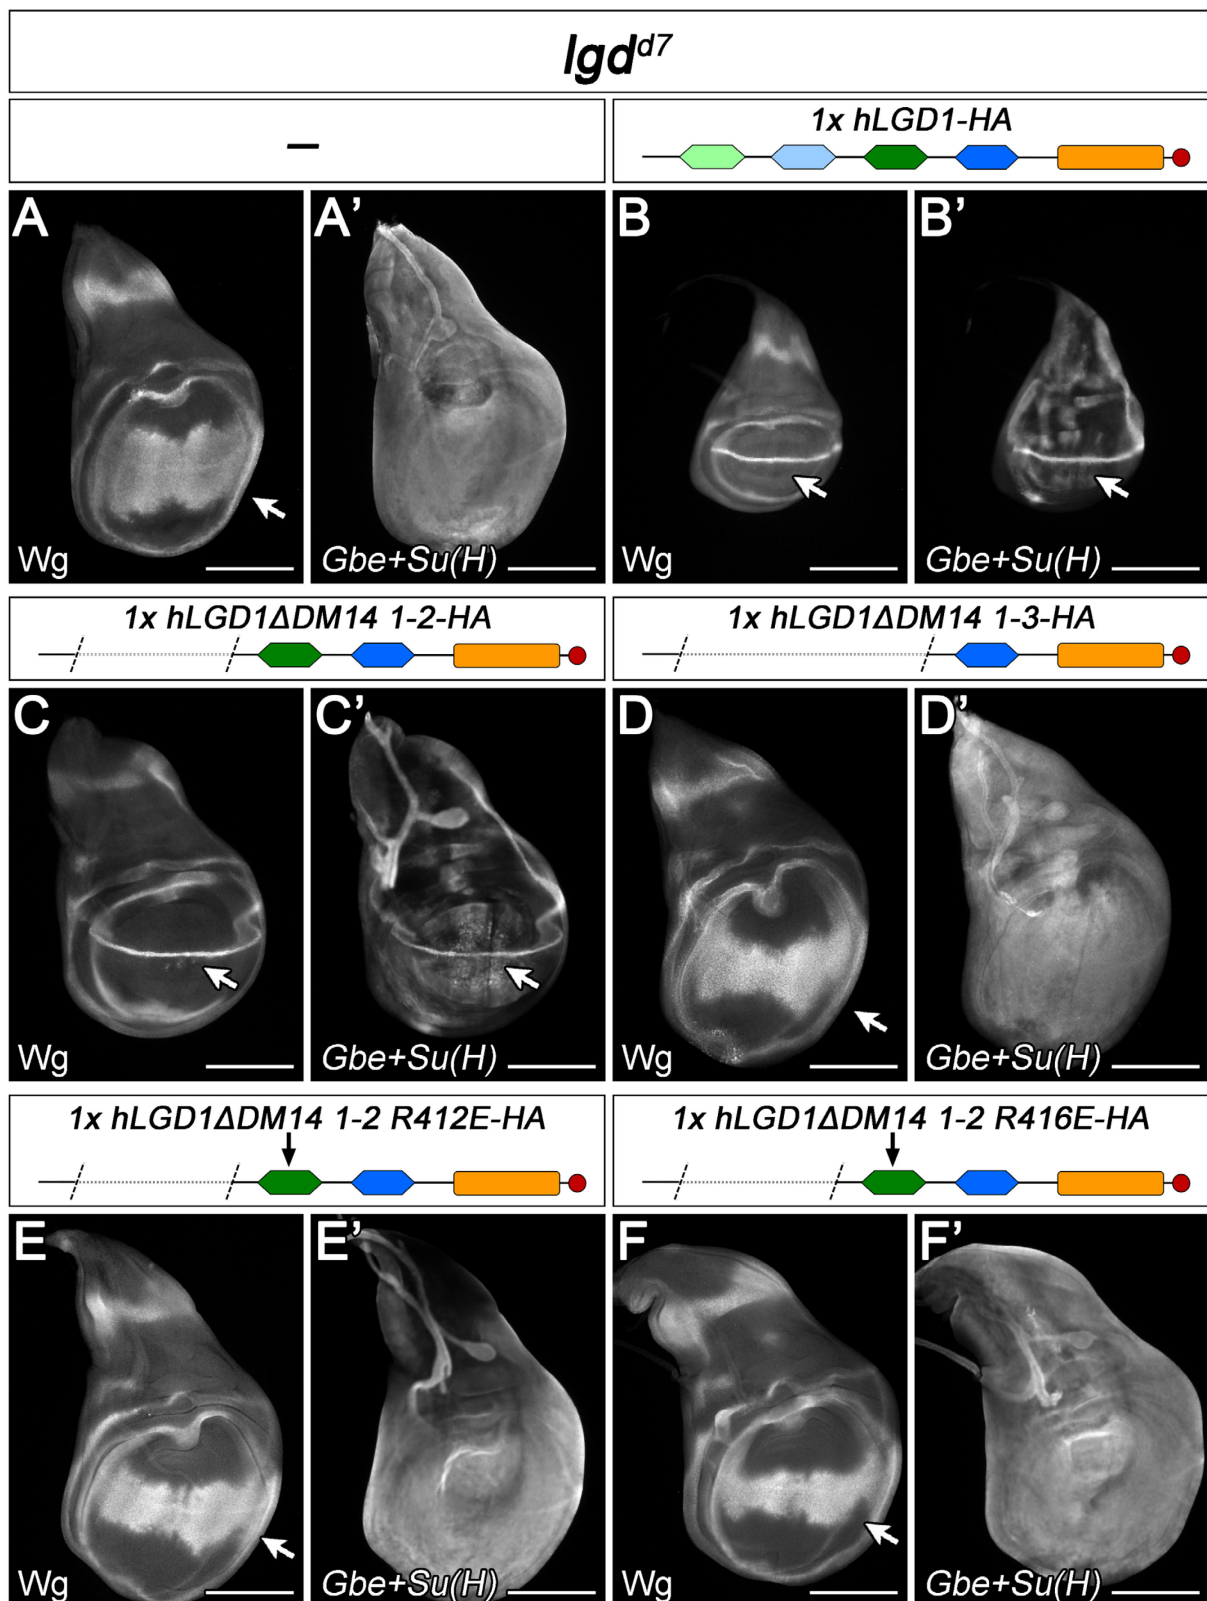 lgd^d7
—
1x hLGD1-HA
A
A’
B
B’
Wg
Gbe+Su(H)
Wg
Gbe+Su(H)
1x hLGD1ΔDM14 1-2-HA
1x hLGD1ΔDM14 1-3-HA
C
C’
D
D’
Wg
Gbe+Su(H)
Wg
Gbe+Su(H)
1x hLGD1ΔDM14 1-2 R412E-HA
1x hLGD1ΔDM14 1-2 R416E-HA
E
E’
F
F’
Wg
Gbe+Su(H)
Wg
Gbe+Su(H)